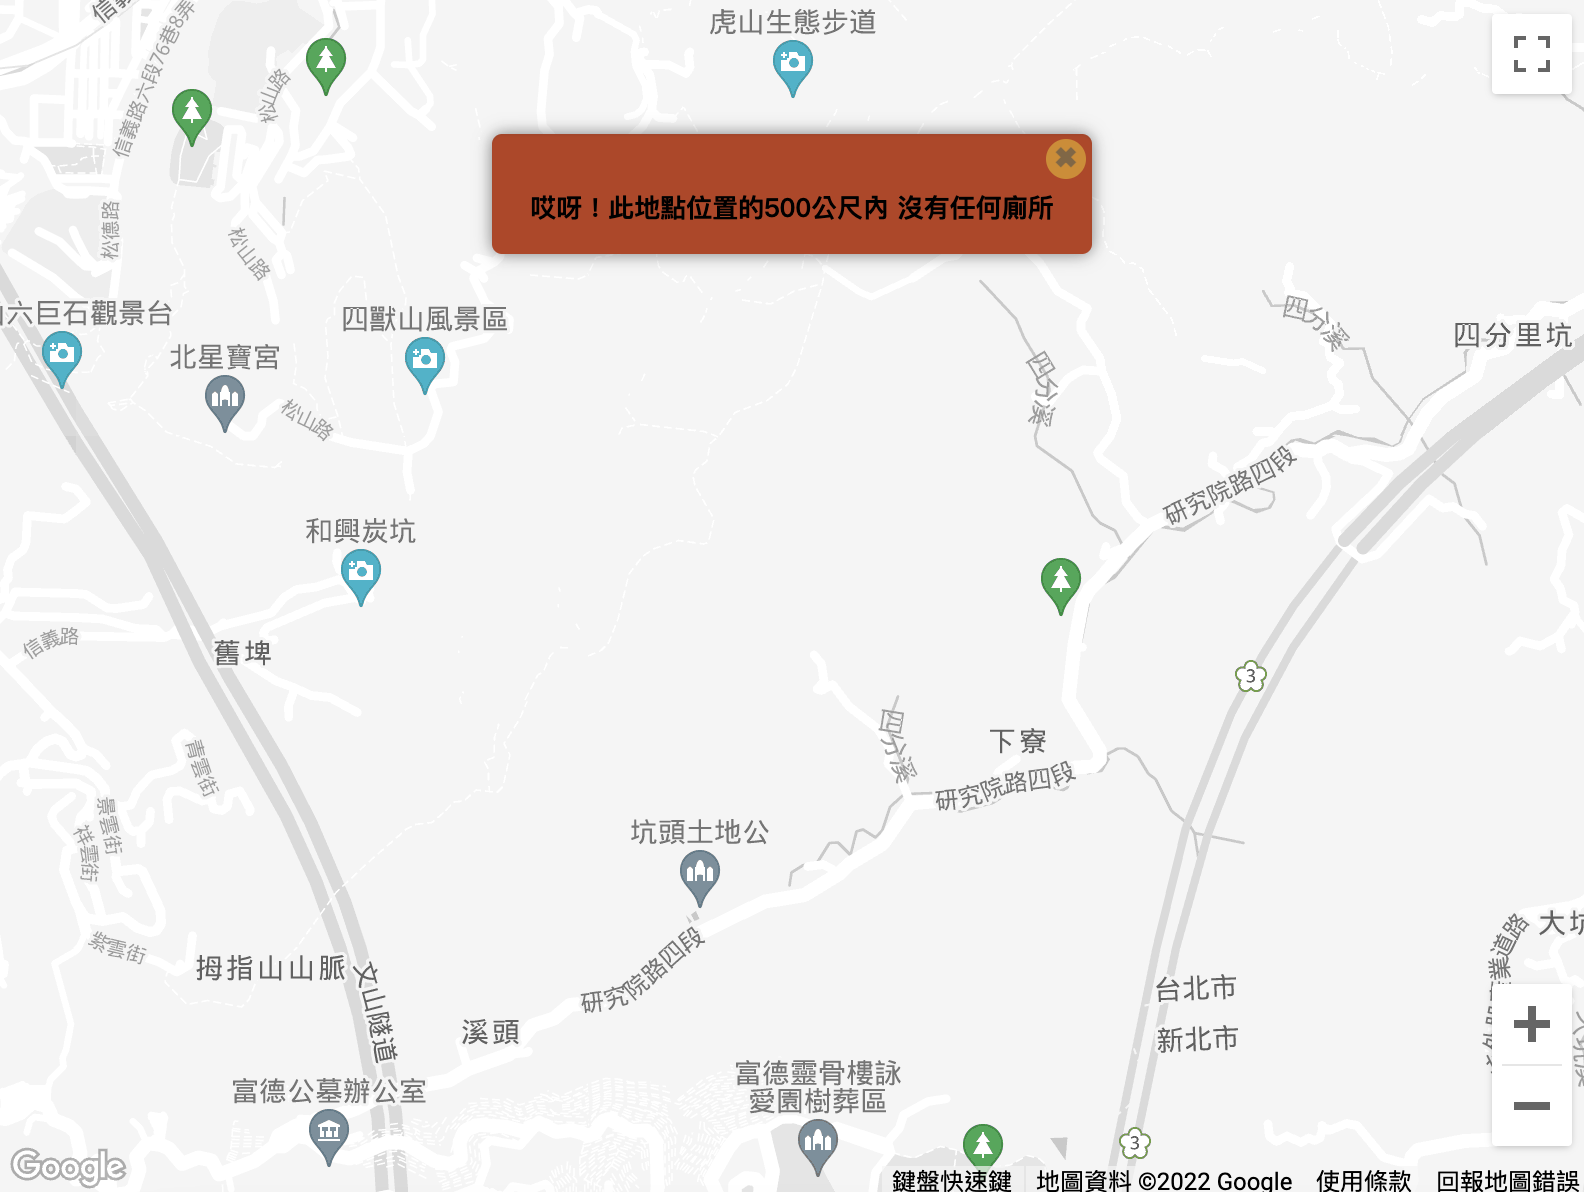 信義路六段76巷8弄
松山路
虎山生態步道
哎呀！此地點位置的500公尺內 沒有任何廁所
松德路
松山路
六巨石觀景台
四獸山風景區
北星寶宮
松山路
四分溪
四分溪
四分里坑
研究院路四段
和興炭坑
信義路
舊埤
3
四分溪
下寮
研究院路四段
青雲街
景雲街
祥雲街
坑頭土地公
紫雲街
拇指山山脈
文山隧道
研究院路四段
溪頭
大坑
台北市
新北市
富德公墓辦公室
富德靈骨樓詠
愛園樹葬區
3
Google
鍵盤快速鍵
地圖資料 ©2022 Google
使用條款
回報地圖錯誤